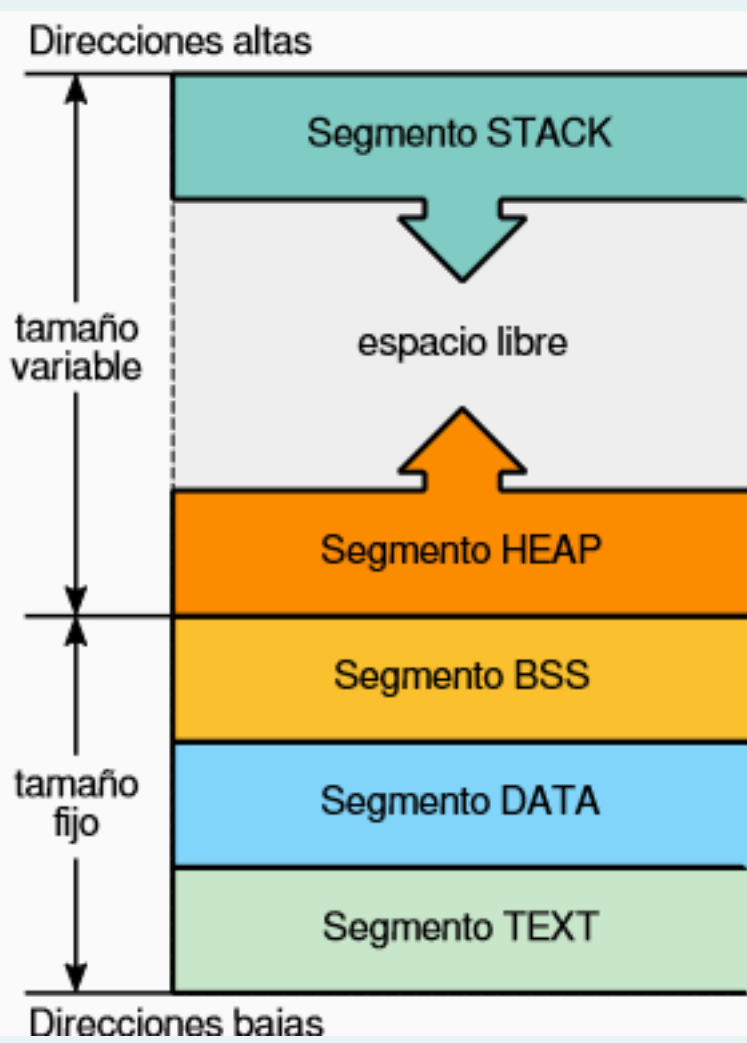 Direcciones altas
Segmento STACK
tamaño
variable
espacio libre
Segmento HEAP
Segmento BSS
tamaño
fijo
Segmento DATA
Segmento TEXT
Direcciones bajas